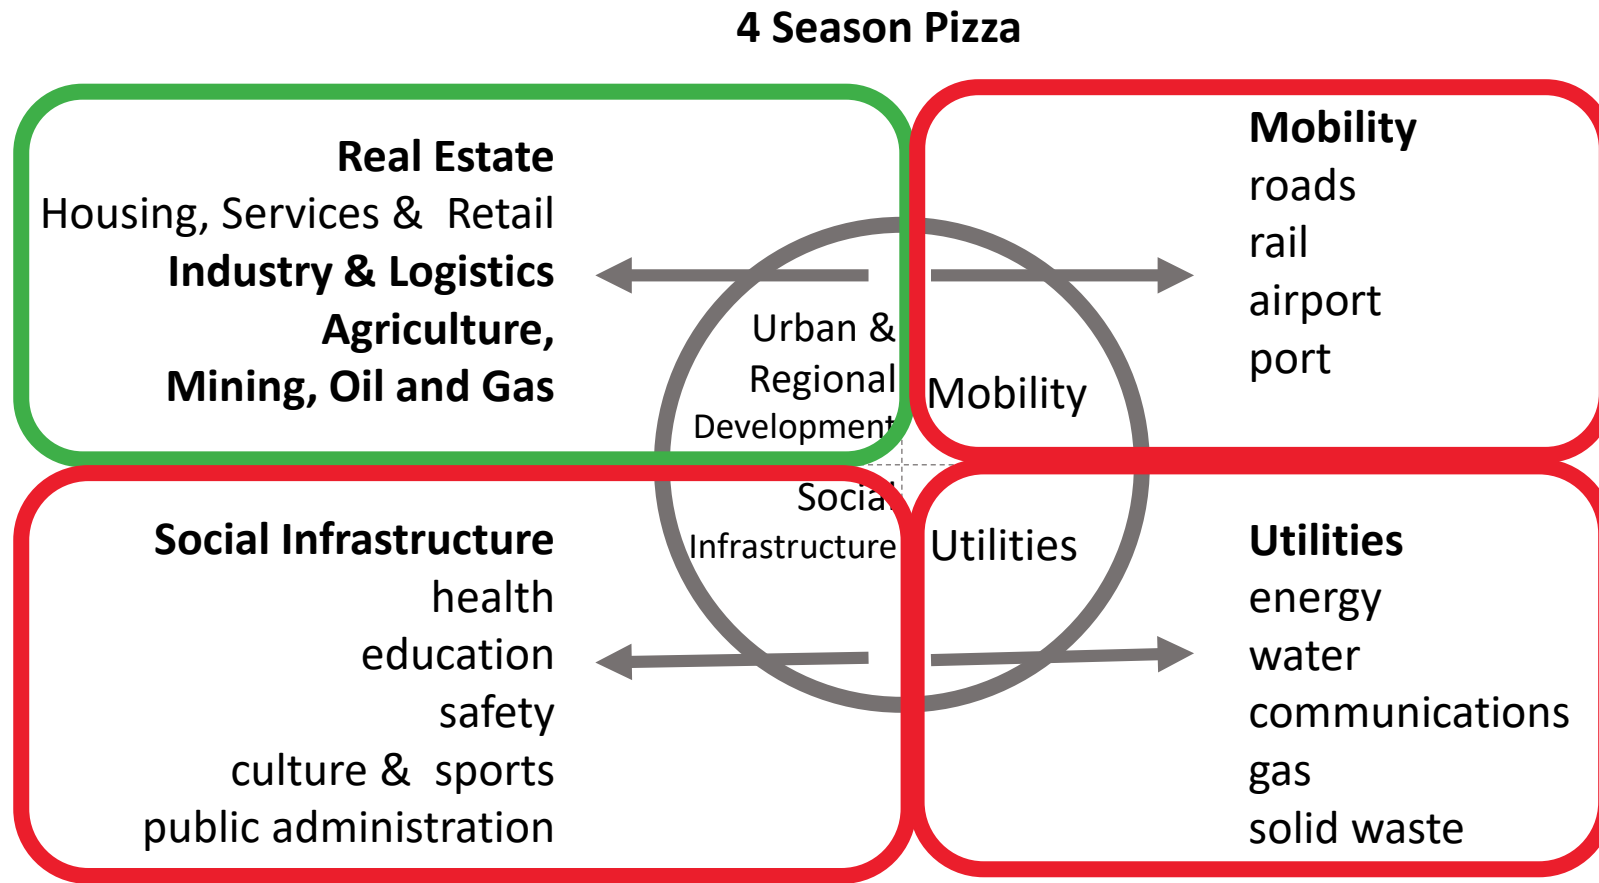 4 Season Pizza
Real Estate
Housing, Services & Retail
Industry & Logistics
Agriculture,
Mining, Oil and Gas
Urban &
Regional
Development
Mobility
Mobility
roads
rail
airport
port
Social Infrastructure
health
education
safety
culture & sports
public administration
Social
Infrastructure
Utilities
Utilities
energy
water
communications
gas
solid waste